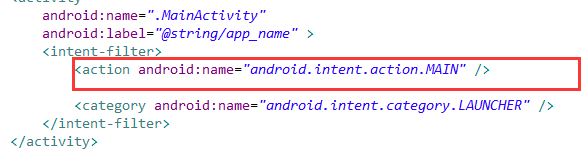 android:name=".MainActivity"
android:label="@string/app_name" >
<intent-filter>
<action android:name="android.intent.action.MAIN" />
<category android:name="android.intent.category.LAUNCHER" />
</intent-filter>
</activity>